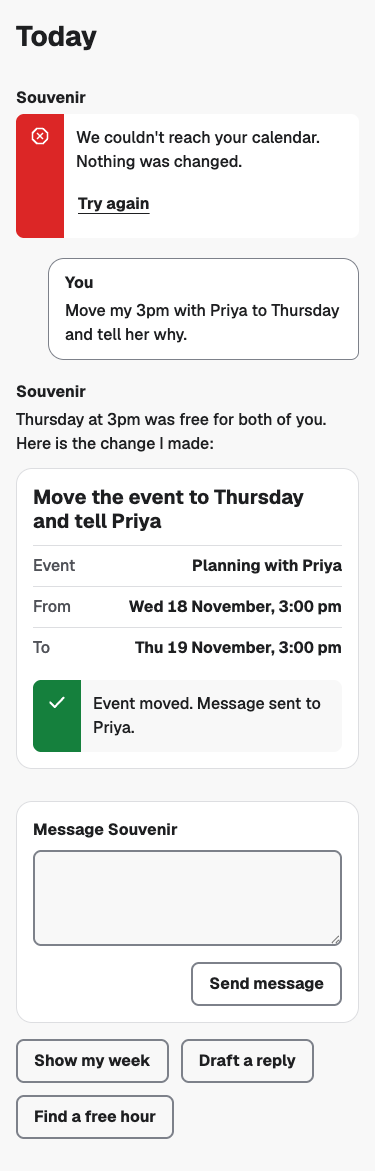 Today
Souvenir
We couldn't reach your calendar.
Nothing was changed.
Try again
You
Move my 3pm with Priya to Thursday
and tell her why.
Souvenir
Thursday at 3pm was free for both of you.
Here is the change I made:
Move the event to Thursday
and tell Priya
Event Planning with Priya
From Wed 18 November, 3:00 pm
To Thu 19 November, 3:00 pm
Event moved. Message sent to
Priya.
Message Souvenir
Send message
Show my week Draft a reply
Find a free hour